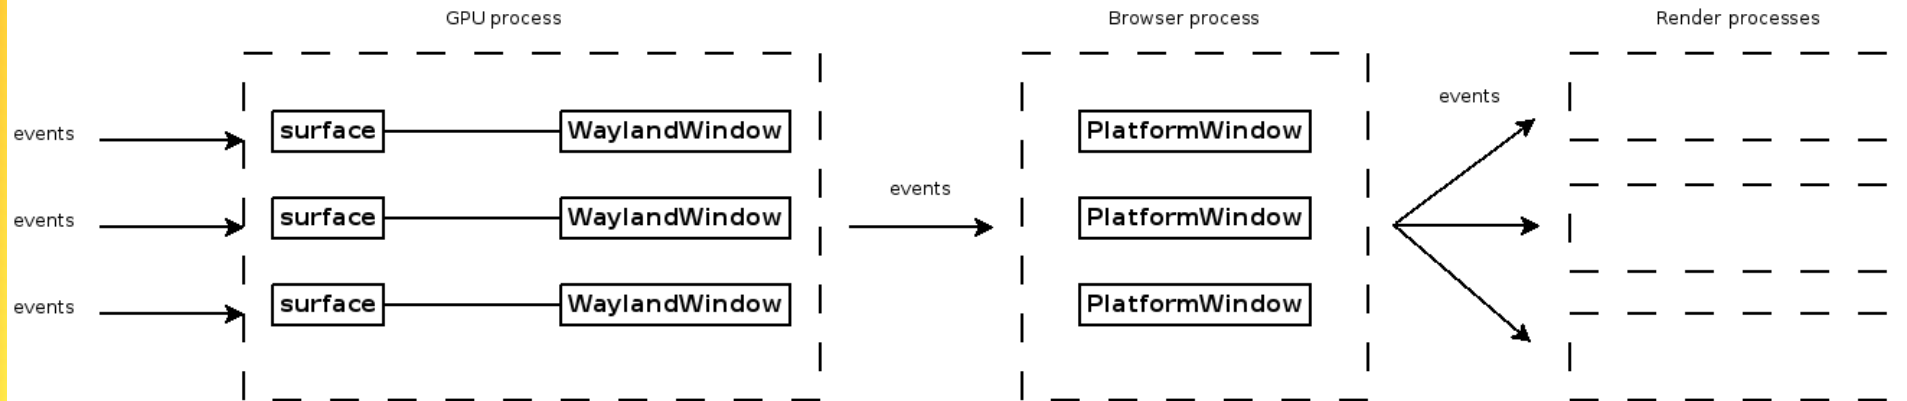 GPU process
Browser process
Render processes
events
surface
WaylandWindow
PlatformWindow
events
events
surface
WaylandWindow
events
PlatformWindow
events
surface
WaylandWindow
PlatformWindow